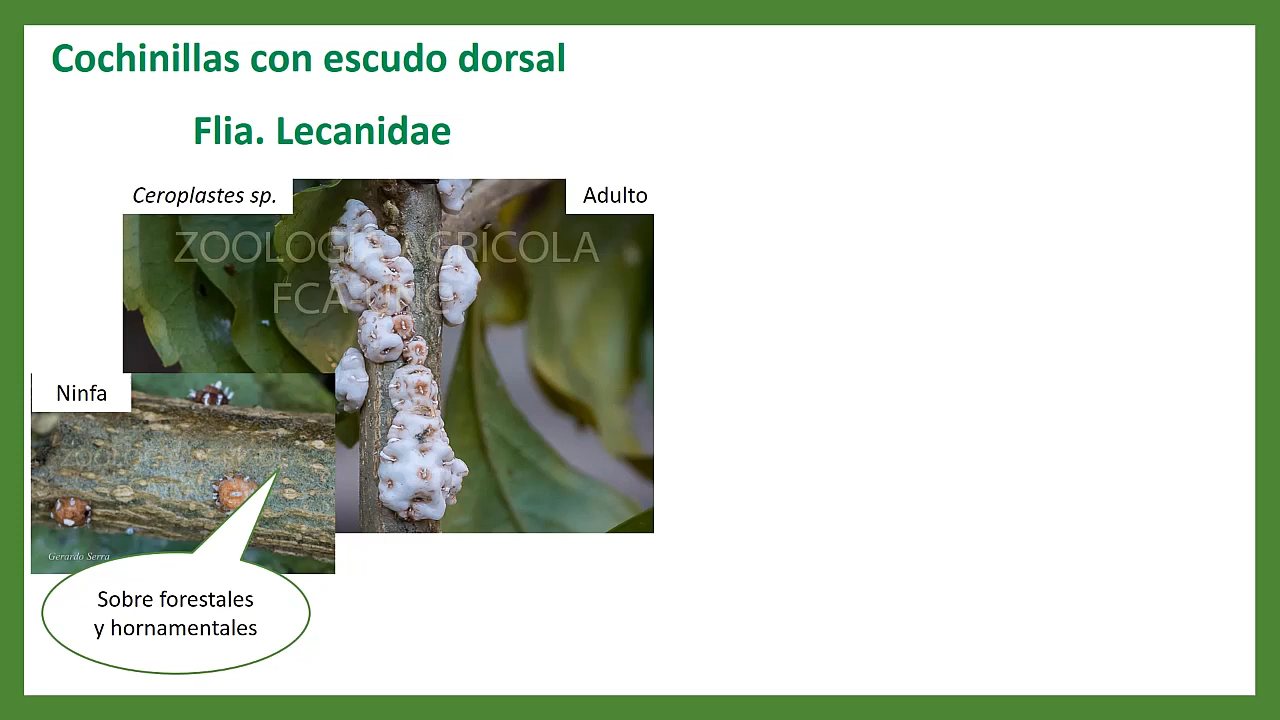 Cochinillas con escudo dorsal
Flia. Lecanidae
Ceroplastes sp.
Adulto
ZOOLOGIA AGRICOLA
FCA-UNC
Ninfa
Gerardo Serra
Sobre forestales
y hornamentales